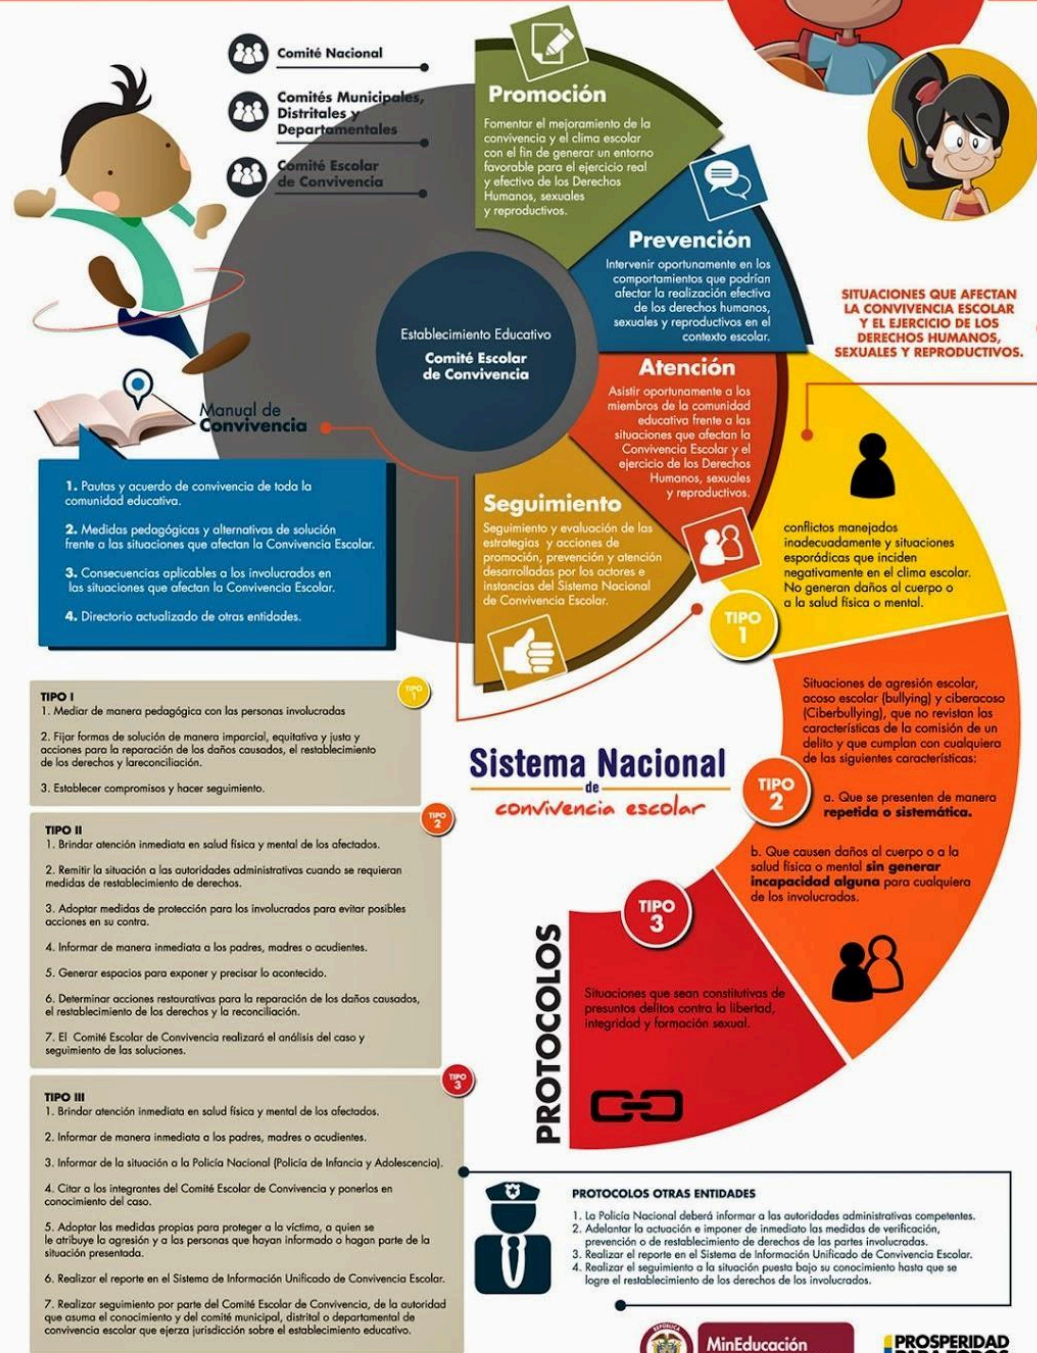 Comité Nacional
Comités Municipales,
Distritales y
Departamentales
Comité Escolar
de Convivencia
Promoción
Fomentar el mejoramiento de la
convivencia y el clima escolar
con el fin de generar un entorno
favorable para el ejercicio real
y efectivo de los Derechos
Humanos, sexuales
y reproductivos.
Prevención
Intervenir oportunamente en los
comportamientos que podrían
afectar la realización efectiva
de los derechos humanos,
sexuales y reproductivos en el
contexto escolar.
SITUACIONES QUE AFECTAN
LA CONVIVENCIA ESCOLAR
Y EL EJERCICIO DE LOS
DERECHOS HUMANOS,
SEXUALES Y REPRODUCTIVOS.
Establecimiento Educativo
Comité Escolar
de Convivencia
Atención
Asistir oportunamente a los
miembros de la comunidad
educativa frente a las
situaciones que afectan la
Convivencia Escolar y el
ejercicio de los Derechos
Humanos, sexuales
y reproductivos.
Manual de
Convivencia
1. Pautas y acuerdo de convivencia de toda la
comunidad educativa.
2. Medidas pedagógicas y alternativas de solución
frente a las situaciones que afectan la Convivencia Escolar.
3. Consecuencias aplicables a los involucrados en
las situaciones que afectan la Convivencia Escolar.
4. Directorio actualizado de otras entidades.
Seguimiento
Seguimiento y evaluación de las
estrategias y acciones de
promoción, prevención y atención
desarrolladas por los actores e
instancias del Sistema Nacional
de Convivencia Escolar.
conflictos manejados
inadecuadamente y situaciones
esporádicas que inciden
negativamente en el clima escolar.
No generan daños al cuerpo o
a la salud física o mental.
TIPO
1
Situaciones de agresión escolar,
acoso escolar (bullying) y ciberacoso
(Ciberbullying), que no revistan las
características de la comisión de un
delito y que cumplan con cualquiera
de las siguientes características:
TIPO
2
a. Que se presenten de manera
repetida o sistemática.
b. Que causen daños al cuerpo o a la
salud física o mental sin generar
incapacidad alguna para cualquiera
de los involucrados.
Sistema Nacional
de
convivencia escolar
TIPO
3
Situaciones que sean constitutivas de
presuntos delitos contra la libertad,
integridad y formación sexual.
PROTOCOLOS
TIPO
1
TIPO I
1. Mediar de manera pedagógica con las personas involucradas
2. Fijar formas de solución de manera imparcial, equitativa y justa y
acciones para la reparación de los daños causados, el restablecimiento
de los derechos y lareconciliación.
3. Establecer compromisos y hacer seguimiento.
TIPO
2
TIPO II
1. Brindar atención inmediata en salud física y mental de los afectados.
2. Remitir la situación a las autoridades administrativas cuando se requieran
medidas de restablecimiento de derechos.
3. Adoptar medidas de protección para los involucrados para evitar posibles
acciones en su contra.
4. Informar de manera inmediata a los padres, madres o acudientes.
5. Generar espacios para exponer y precisar lo acontecido.
6. Determinar acciones restaurativas para la reparación de los daños causados,
el restablecimiento de los derechos y la reconciliación.
7. El Comité Escolar de Convivencia realizará el análisis del caso y
seguimiento de las soluciones.
TIPO
3
TIPO III
1. Brindar atención inmediata en salud física y mental de los afectados.
2. Informar de manera inmediata a los padres, madres o acudientes.
3. Informar de la situación a la Policía Nacional (Policía de Infancia y Adolescencia).
4. Citar a los integrantes del Comité Escolar de Convivencia y ponerlos en
conocimiento del caso.
5. Adoptar las medidas propias para proteger a la víctima, a quien se
le atribuye la agresión y a las personas que hayan informado o hagan parte de la
situación presentada.
6. Realizar el reporte en el Sistema de Información Unificado de Convivencia Escolar.
7. Realizar seguimiento por parte del Comité Escolar de Convivencia, de la autoridad
que asuma el conocimiento y del comité municipal, distrital o departamental de
convivencia escolar que ejerza jurisdicción sobre el establecimiento educativo.
PROTOCOLOS OTRAS ENTIDADES
1. La Policía Nacional deberá informar a las autoridades administrativas competentes.
2. Adelantar la actuación e imponer de inmediato las medidas de verificación,
prevención o de restablecimiento de derechos de las partes involucradas.
3. Realizar el reporte en el Sistema de Información Unificado de Convivencia Escolar.
4. Realizar el seguimiento a la situación puesta bajo su conocimiento hasta que se
logre el restablecimiento de los derechos de los involucrados.
MinEducación
PROSPERIDAD
PARA TODOS